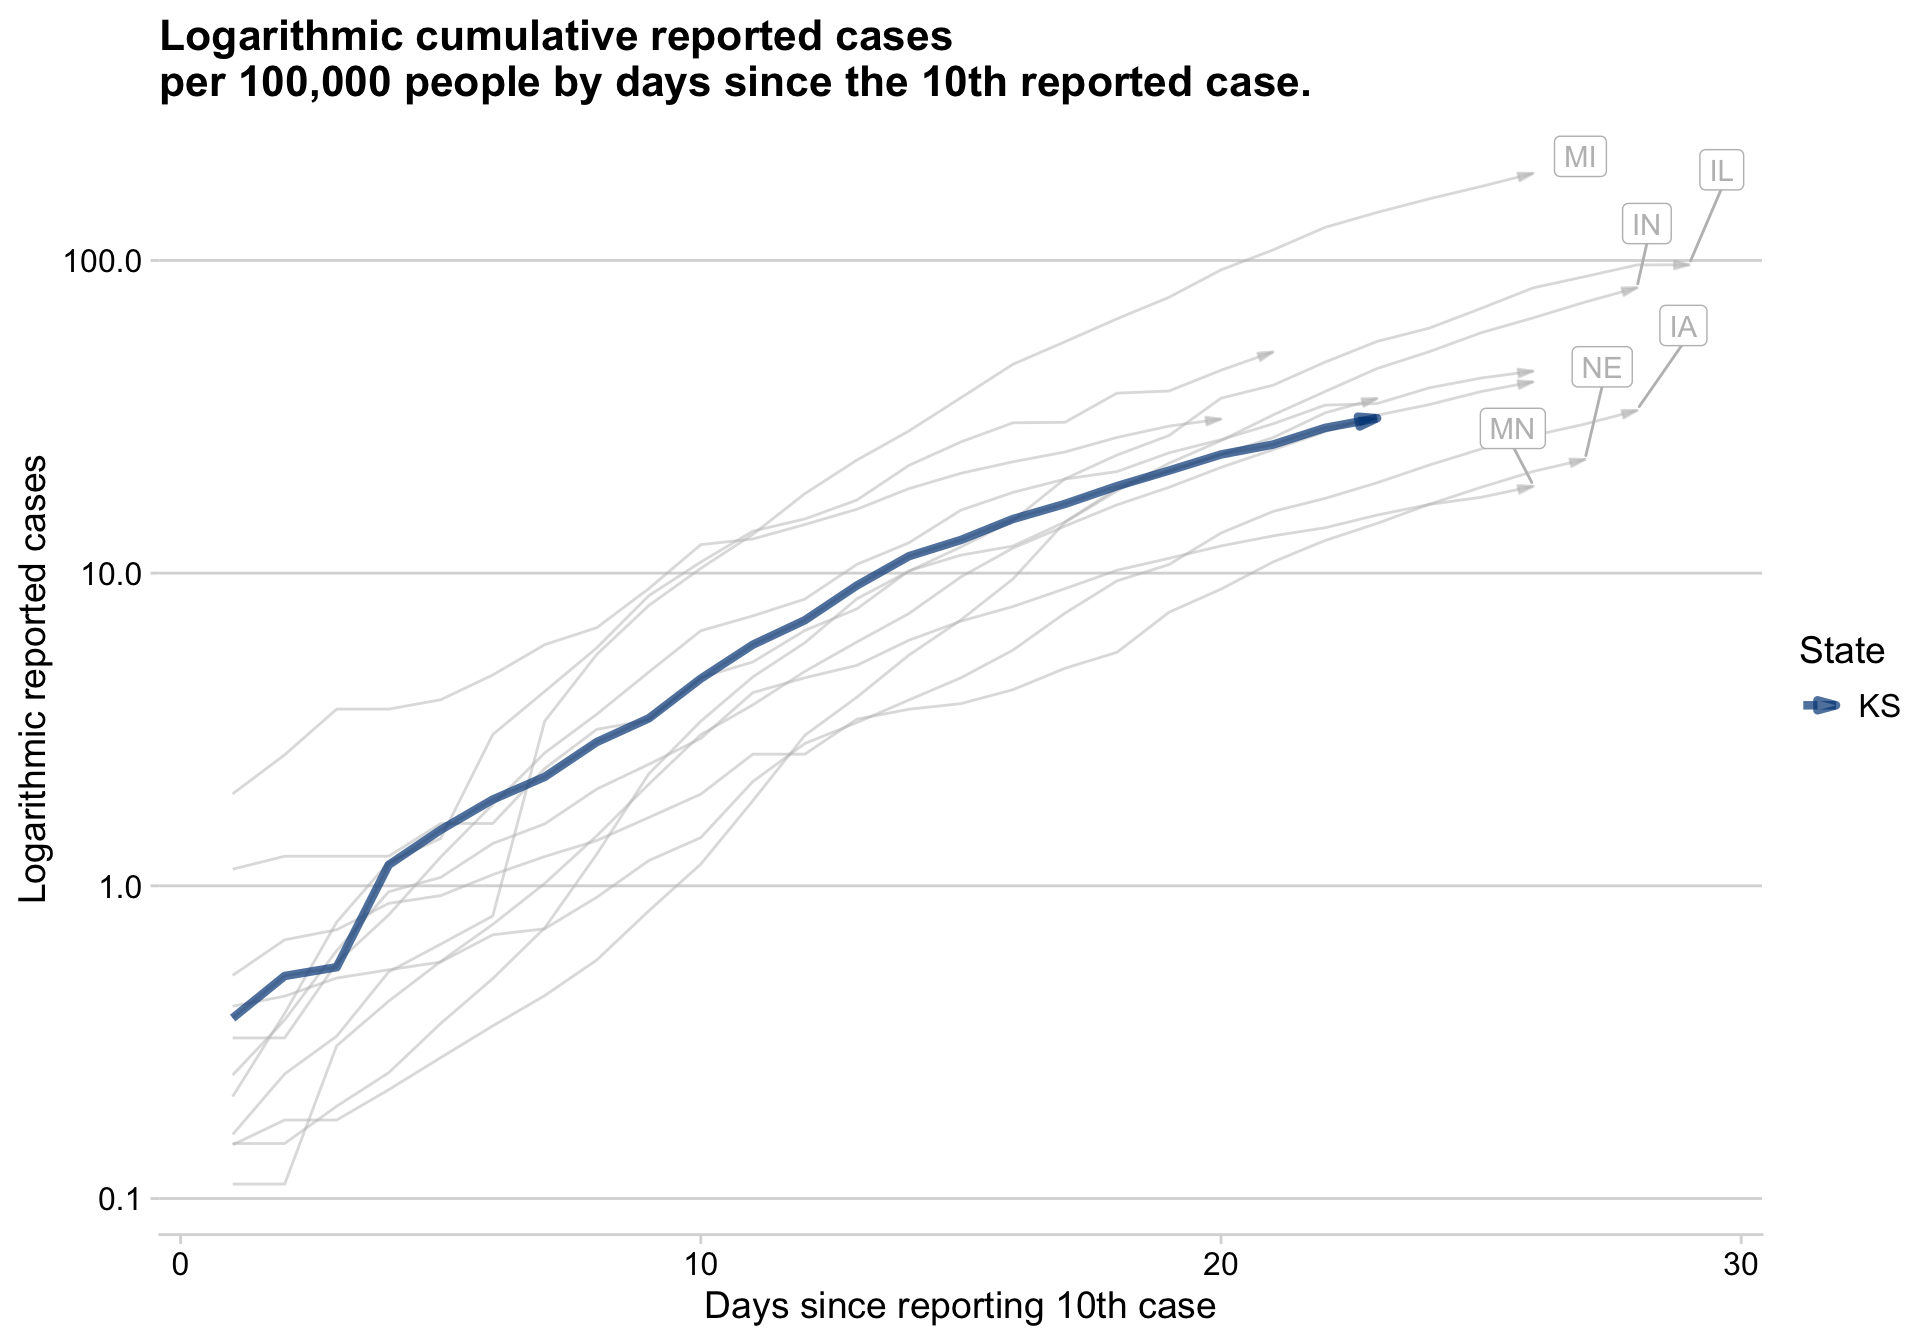 Logarithmic cumulative reported cases
per 100,000 people by days since the 10th reported case.
MI
IL
IN
IA
NE
MN
100.0
10.0
1.0
0.1
Logarithmic reported cases
0
10
20
30
Days since reporting 10th case
State
KS